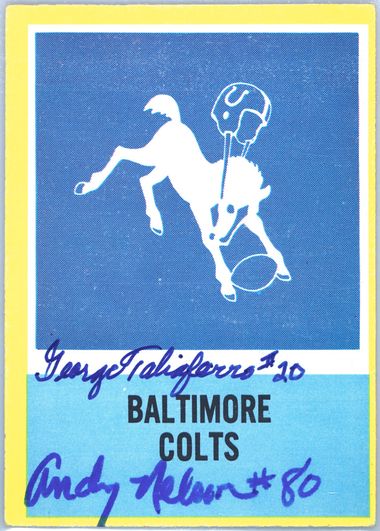 George Taliaferro #20
BALTIMORE
COLTS
Andy Nelson #80